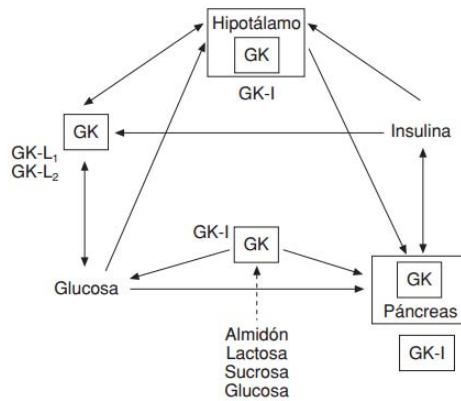 Hipotálamo
GK
GK-I
GK
GK-L₁
GK-L₂
Insulina
GK-I
GK
Glucosa
GK
Páncreas
GK-I
Almidón
Lactosa
Sucrosa
Glucosa